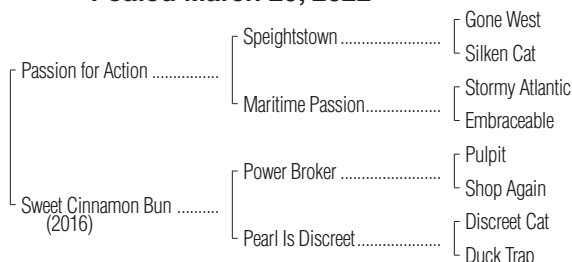 Foaled March 2022
Gone West
Speightstown ........................
Silken Cat
Passion for Action ................
Stormy Atlantic
Maritime Passion..................
Embraceable
Pulpit
Power Broker ........................
Shop Again
Sweet Cinnamon Bun ..........
(2016)
Discreet Cat
Pearl Is Discreet....................
Duck Trap